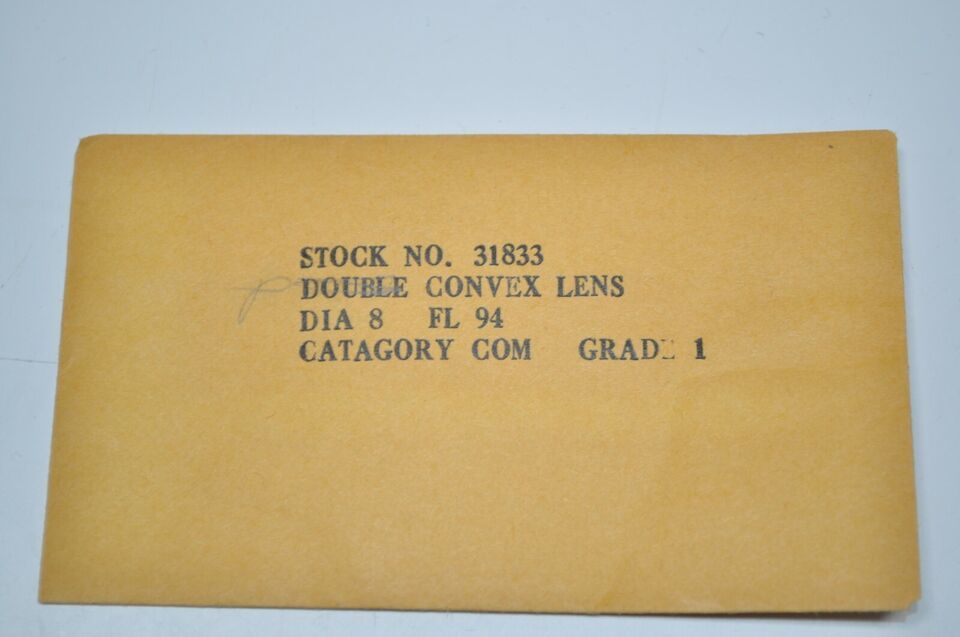 STOCK NO. 31833
DOUBLE CONVEX LENS
DIA 8 FL 94
CATAGORY COM GRADE 1